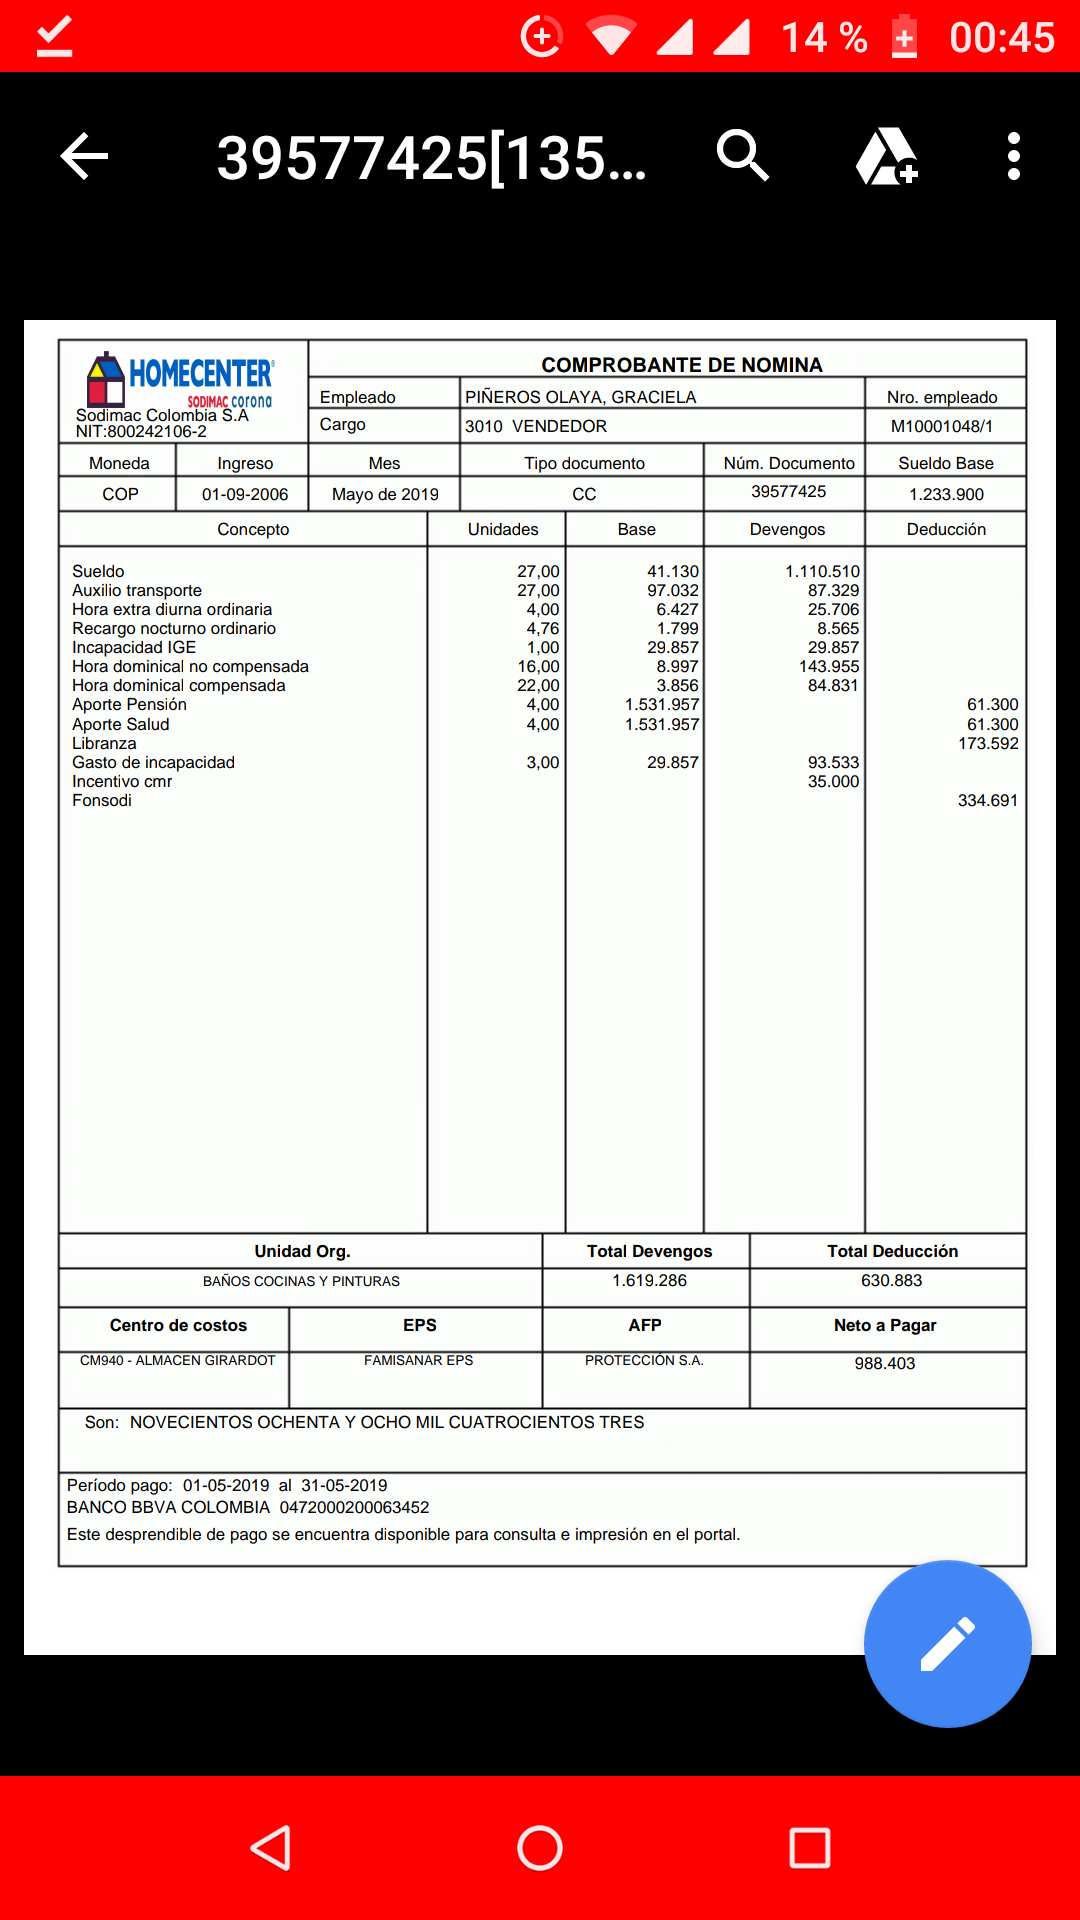 14 % 00:45
39577425[135...
HOMECENTER
SODIMAC corona
Sodimac Colombia S.A
NIT:800242106-2
COMPROBANTE DE NOMINA
Empleado PIÑEROS OLAYA, GRACIELA Nro. empleado
Cargo 3010 VENDEDOR M10001048/1
Moneda Ingreso Mes Tipo documento Núm. Documento Sueldo Base
COP 01-09-2006 Mayo de 2019 CC 39577425 1.233.900
Concepto Unidades Base Devengos Deducción
Sueldo 27,00 41.130 1.110.510
Auxilio transporte 27,00 97.032 87.329
Hora extra diurna ordinaria 4,00 6.427 25.706
Recargo nocturno ordinario 4,76 1.799 8.565
Incapacidad IGE 1,00 29.857 29.857
Hora dominical no compensada 16,00 8.997 143.955
Hora dominical compensada 22,00 3.856 84.831
Aporte Pensión 4,00 1.531.957 61.300
Aporte Salud 4,00 1.531.957 61.300
Libranza 173.592
Gasto de incapacidad 3,00 29.857 93.533
Incentivo cmr 35.000
Fonsodi 334.691
Unidad Org. Total Devengos Total Deducción
BAÑOS COCINAS Y PINTURAS 1.619.286 630.883
Centro de costos EPS AFP Neto a Pagar
CM940 - ALMACEN GIRARDOT FAMISANAR EPS PROTECCIÓN S.A. 988.403
Son: NOVECIENTOS OCHENTA Y OCHO MIL CUATROCIENTOS TRES
Período pago: 01-05-2019 al 31-05-2019
BANCO BBVA COLOMBIA 0472000200063452
Este desprendible de pago se encuentra disponible para consulta e impresión en el portal.